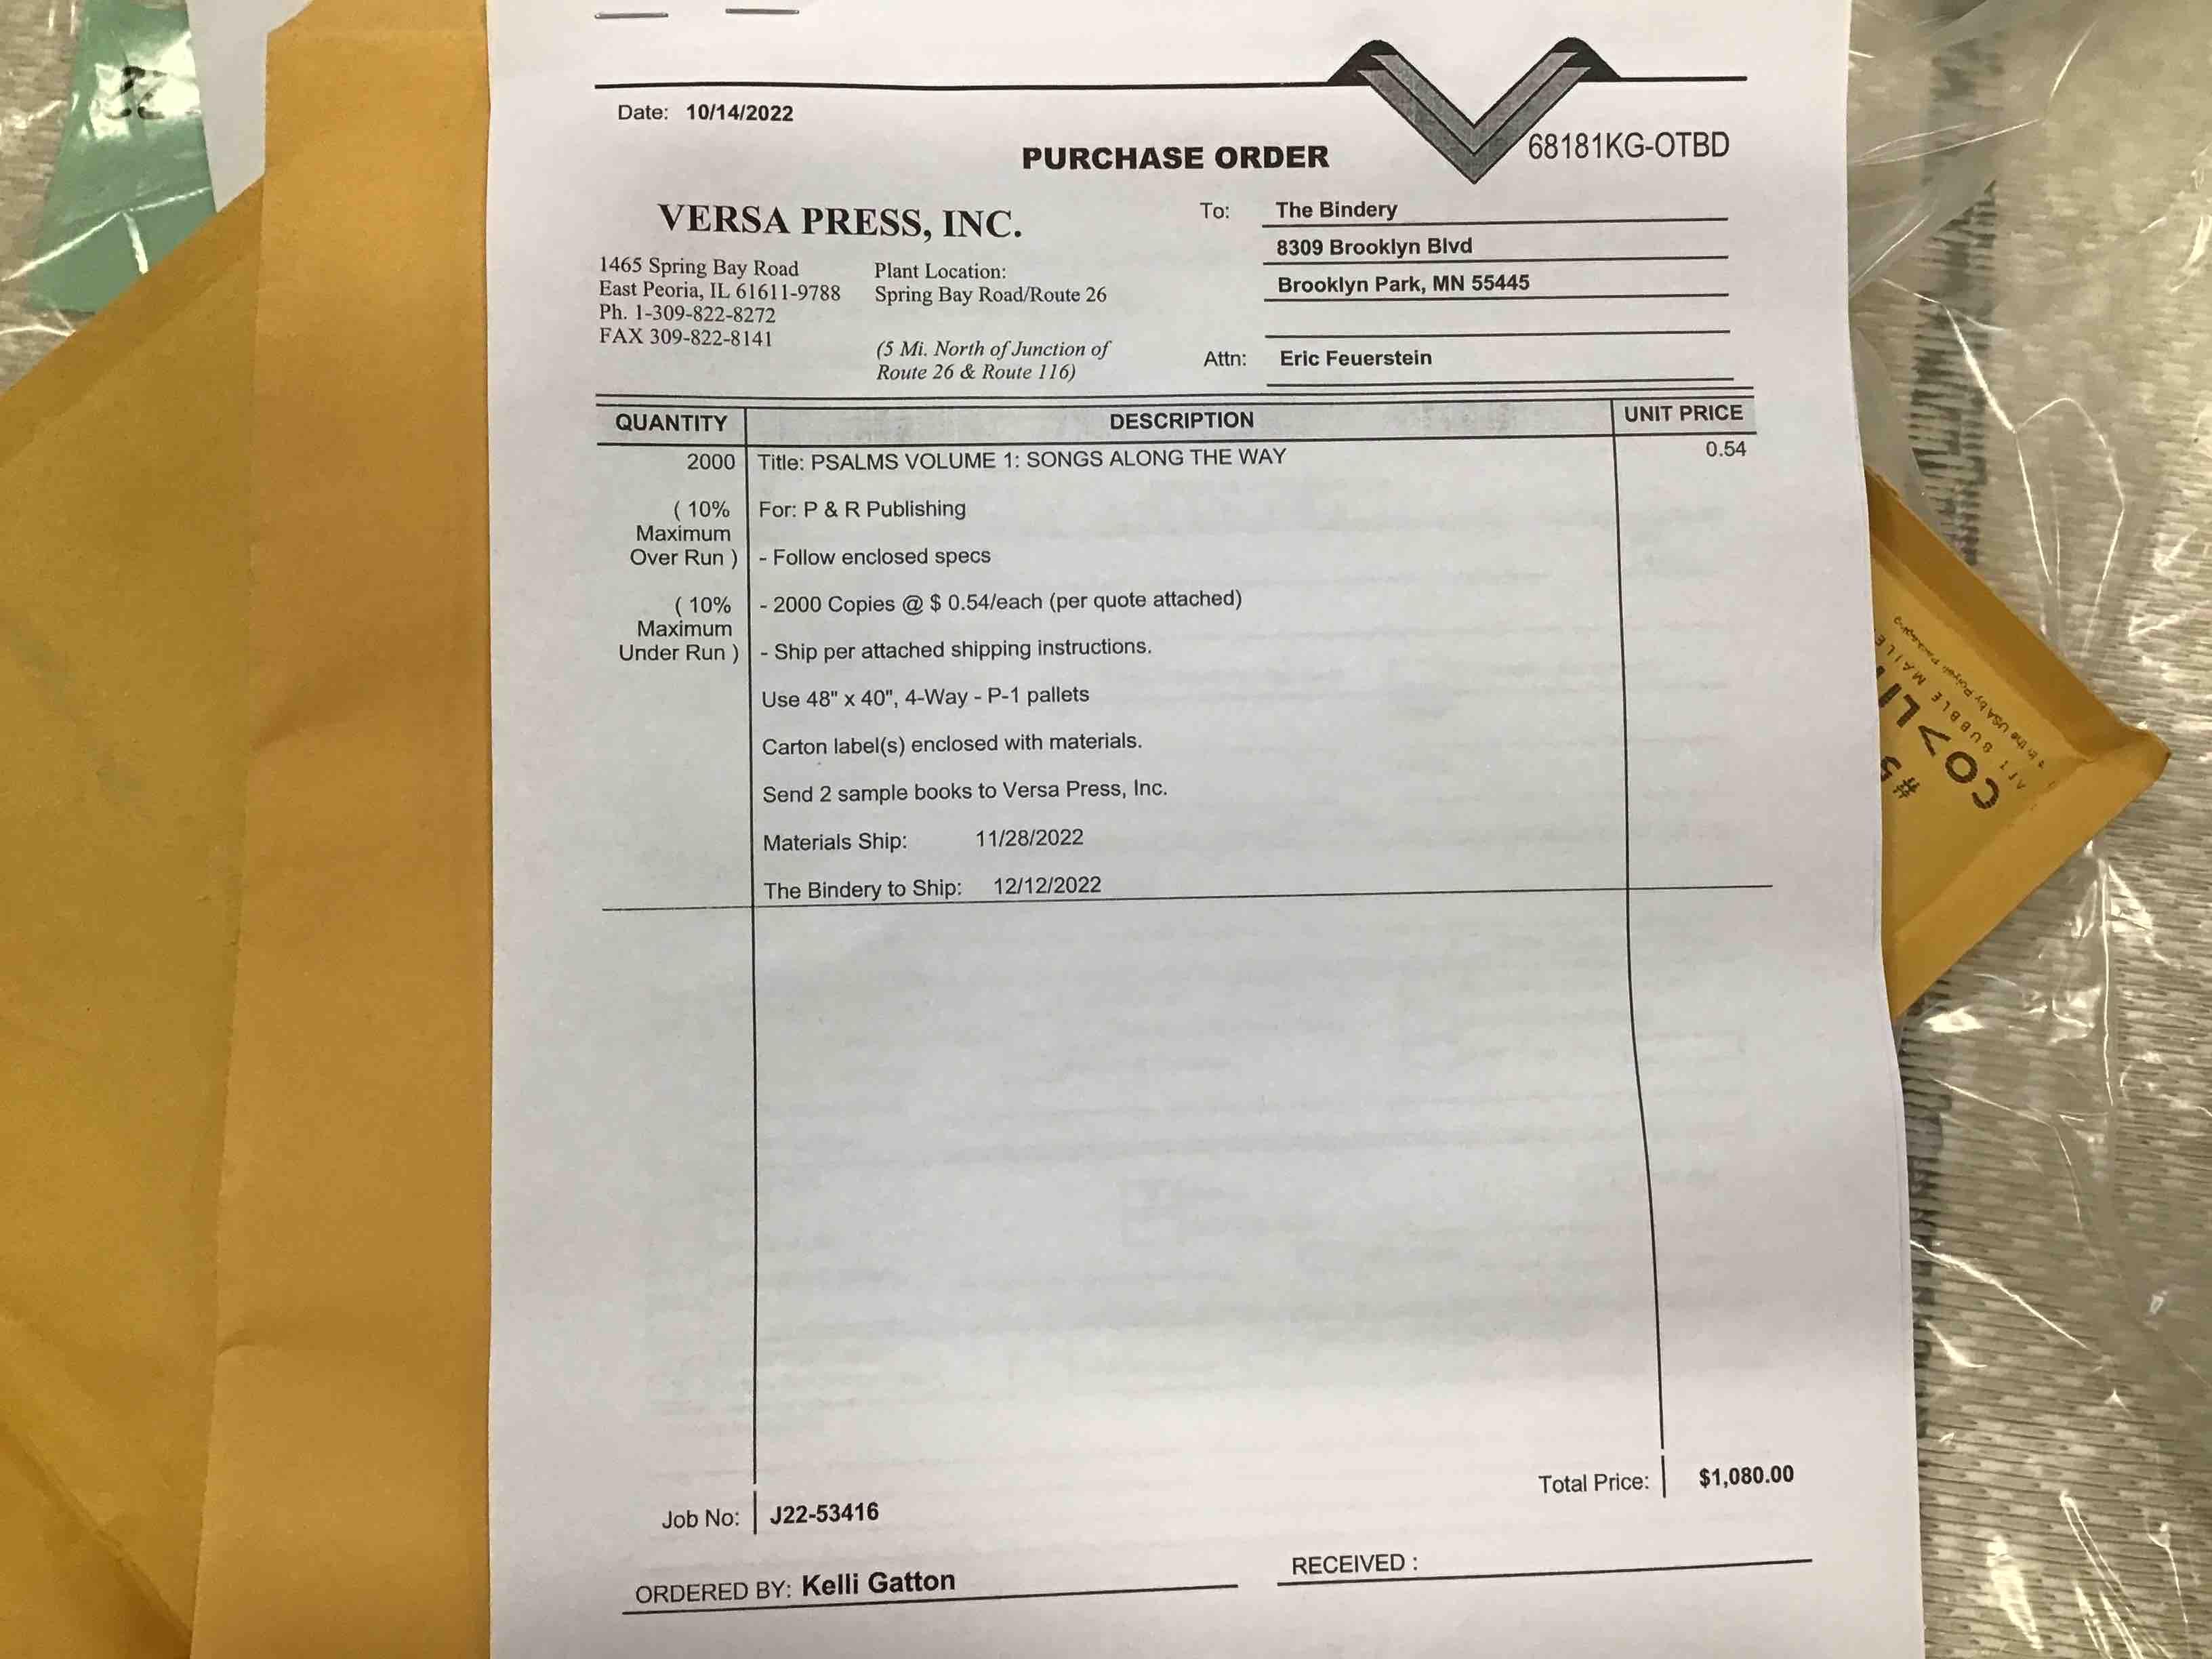 Date: 10/14/2022
PURCHASE ORDER
68181KG-OTBD
VERSA PRESS, INC.
1465 Spring Bay Road
East Peoria, IL 61611-9788
Ph. 1-309-822-8272
FAX 309-822-8141
Plant Location:
Spring Bay Road/Route 26
(5 Mi. North of Junction of
Route 26 & Route 116)
To: The Bindery
8309 Brooklyn Blvd
Brooklyn Park, MN 55445
Attn: Eric Feuerstein
QUANTITY DESCRIPTION UNIT PRICE
2000 Title: PSALMS VOLUME 1: SONGS ALONG THE WAY 0.54
( 10% For: P & R Publishing
Maximum
Over Run ) - Follow enclosed specs
( 10% - 2000 Copies @ $ 0.54/each (per quote attached)
Maximum
Under Run ) - Ship per attached shipping instructions.
Use 48" x 40", 4-Way - P-1 pallets
Carton label(s) enclosed with materials.
Send 2 sample books to Versa Press, Inc.
Materials Ship: 11/28/2022
The Bindery to Ship: 12/12/2022
Total Price: $1,080.00
Job No: J22-53416
ORDERED BY: Kelli Gatton
RECEIVED :
#5
BUBBLE
in the USA by Polyair Packaging